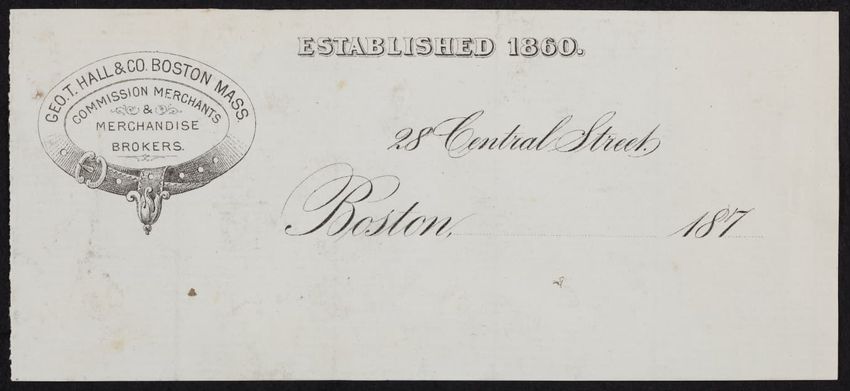 ESTABLISHED 1860.
GEO. T. HALL & CO. BOSTON MASS.
COMMISSION MERCHANTS
&
MERCHANDISE
BROKERS.
28 Central Street.
Boston, 187